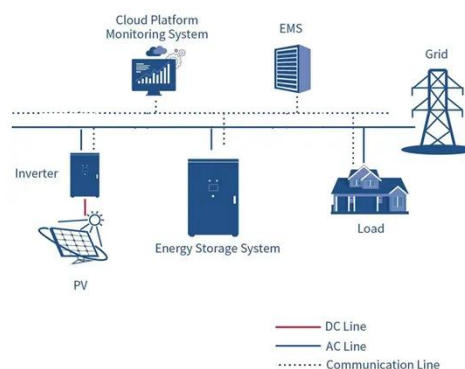 Cloud Platform
Monitoring System
EMS
Grid
Inverter
Energy Storage System
Load
PV
DC Line
AC Line
Communication Line